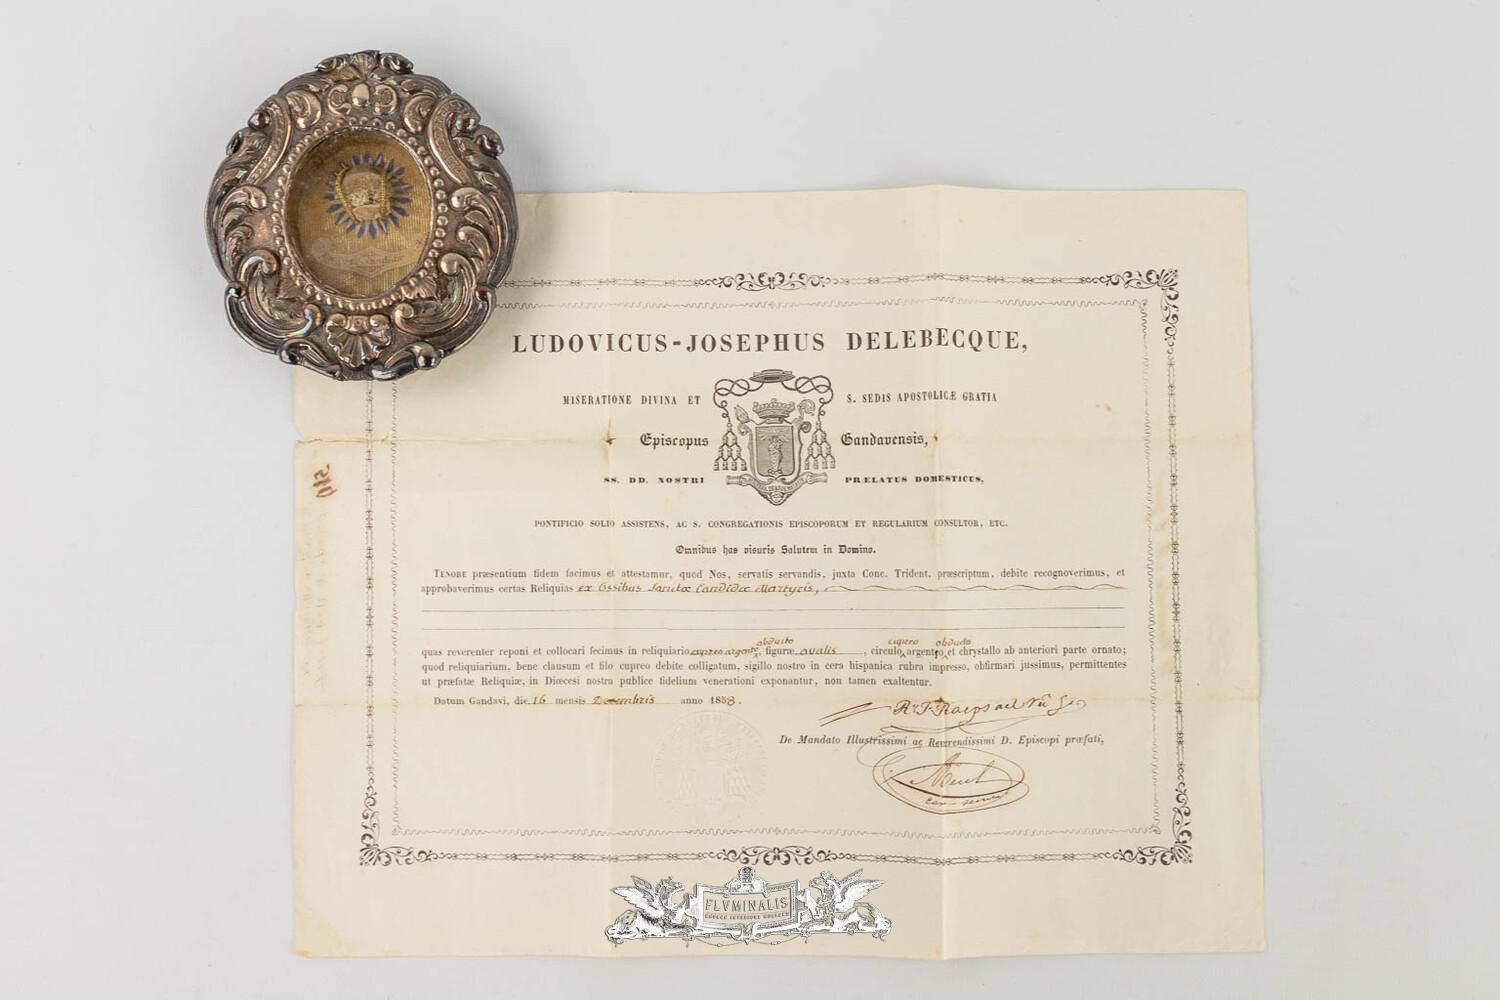 LUDOVICUS-JOSEPHUS DELEBECQUE,
MISERATIONE DIVINA ET S. SEDIS APOSTOLICÆ GRATIA
Episcopus Gandavensis,
SS. DD. NOSTRI PRÆLATUS DOMESTICUS,
PONTIFICIO SOLIO ASSISTENS, AC S. CONGREGATIONIS EPISCOPORUM ET REGULARIUM CONSULTOR, ETC.
Omnibus has visuris Salutem in Domino.
TENORE præsentium fidem facimus et attestamur, quod Nos, servatis servandis, juxta Conc. Trident. præscriptum, debite recognoverimus, et
approbaverimus certas Reliquias ex Ossibus Sanctæ Candidæ Martyris,
obducto cupreo obducto
quas reverenter reponi et collocari fecimus in reliquiario cupreo argento, figuræ ovalis, circulo argenteo et chrystallo ab anteriori parte ornato;
quod reliquiarium, bene clausum et filo cupreo debite colligatum, sigillo nostro in cera hispanica rubra impresso, obfirmari jussimus, permittentes
ut præfatæ Reliquiæ, in Diœcesi nostra publice fidelium venerationi exponantur, non tamen exaltentur.
Datum Gandavi, die 16 mensis Decembris anno 1858.
De Mandato Illustrissimi ac Reverendissimi D. Episcopi præfati,
FLVMINALIS